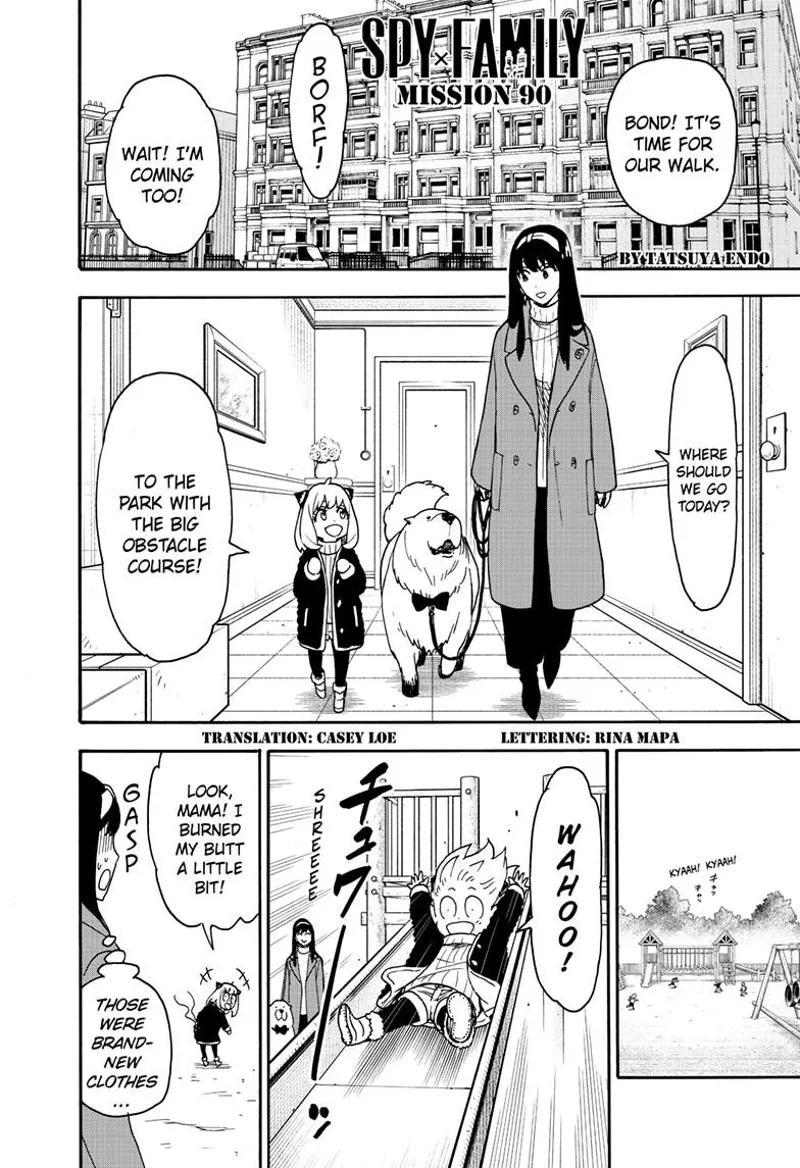 SPY×FAMILY
MISSION 90
BOND! IT'S
TIME FOR
OUR WALK.
BORF!
WAIT! I'M
COMING
TOO!
BY TATSUYA ENDO
WHERE
SHOULD
WE GO
TODAY?
TO THE
PARK WITH
THE BIG
OBSTACLE
COURSE!
TRANSLATION: CASEY LOE
LETTERING: RINA MAPA
KYAAH! KYAAH!
WAHOO!
チュワー
SHREEEE
LOOK,
MAMA! I
BURNED
MY BUTT
A LITTLE
BIT!
GASP
THOSE
WERE
BRAND-
NEW
CLOTHES
...